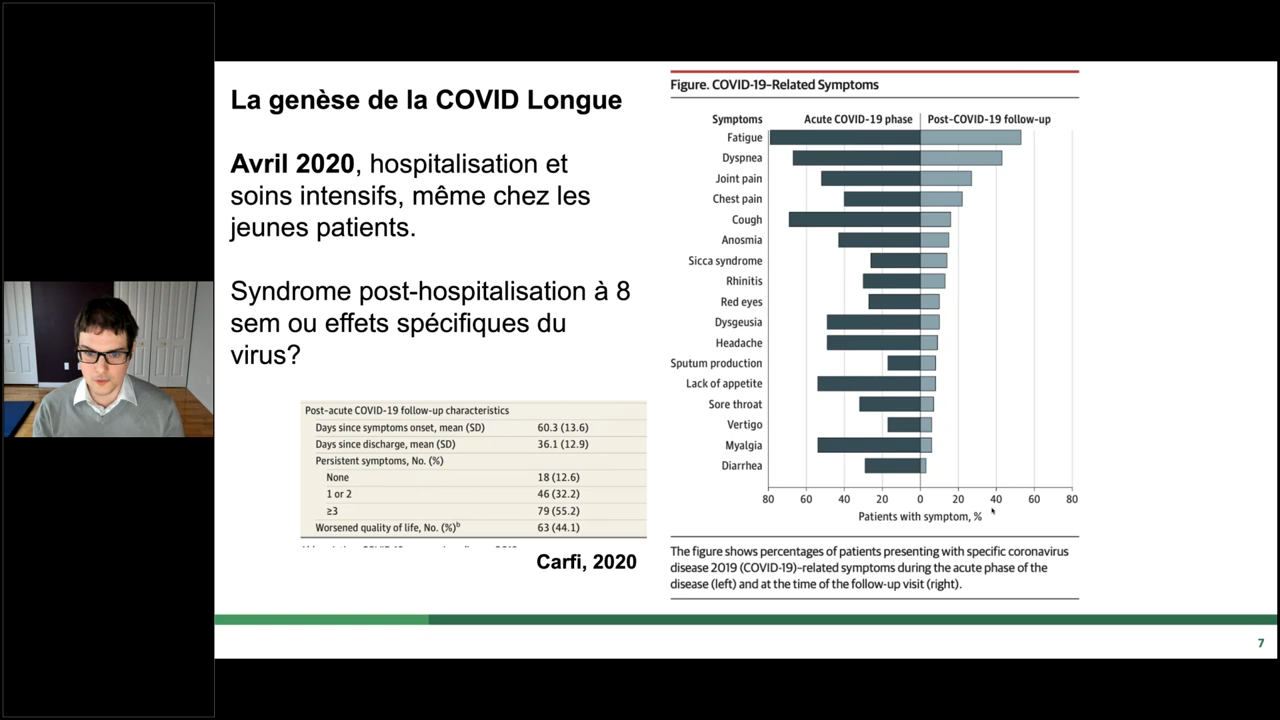 La genèse de la COVID Longue
Avril 2020, hospitalisation et
soins intensifs, même chez les
jeunes patients.
Syndrome post-hospitalisation à 8
sem ou effets spécifiques du
virus?
Post-acute COVID-19 follow-up characteristics
Days since symptoms onset, mean (SD) 60.3 (13.6)
Days since discharge, mean (SD) 36.1 (12.9)
Persistent symptoms, No. (%)
None 18 (12.6)
1 or 2 46 (32.2)
≥3 79 (55.2)
Worsened quality of life, No. (%)b 63 (44.1)
Carfi, 2020
Figure. COVID-19–Related Symptoms
Symptoms Acute COVID-19 phase Post-COVID-19 follow-up
Fatigue
Dyspnea
Joint pain
Chest pain
Cough
Anosmia
Sicca syndrome
Rhinitis
Red eyes
Dysgeusia
Headache
Sputum production
Lack of appetite
Sore throat
Vertigo
Myalgia
Diarrhea
80 60 40 20 0 20 40 60 80
Patients with symptom, %
The figure shows percentages of patients presenting with specific coronavirus
disease 2019 (COVID-19)–related symptoms during the acute phase of the
disease (left) and at the time of the follow-up visit (right).
7